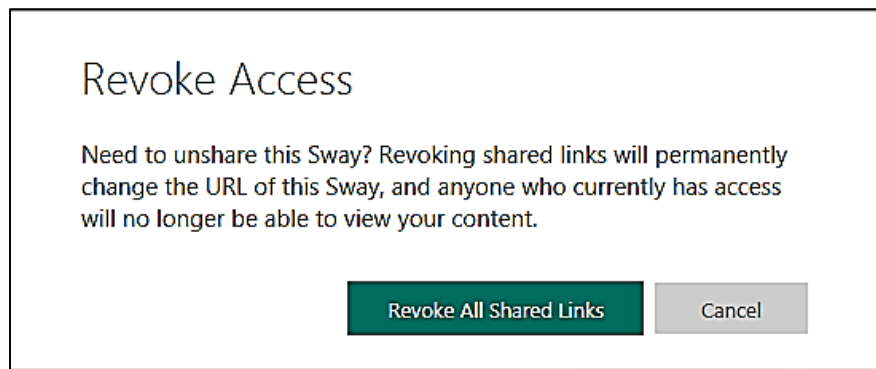 Revoke Access
Need to unshare this Sway? Revoking shared links will permanently
change the URL of this Sway, and anyone who currently has access
will no longer be able to view your content.
Revoke All Shared Links Cancel